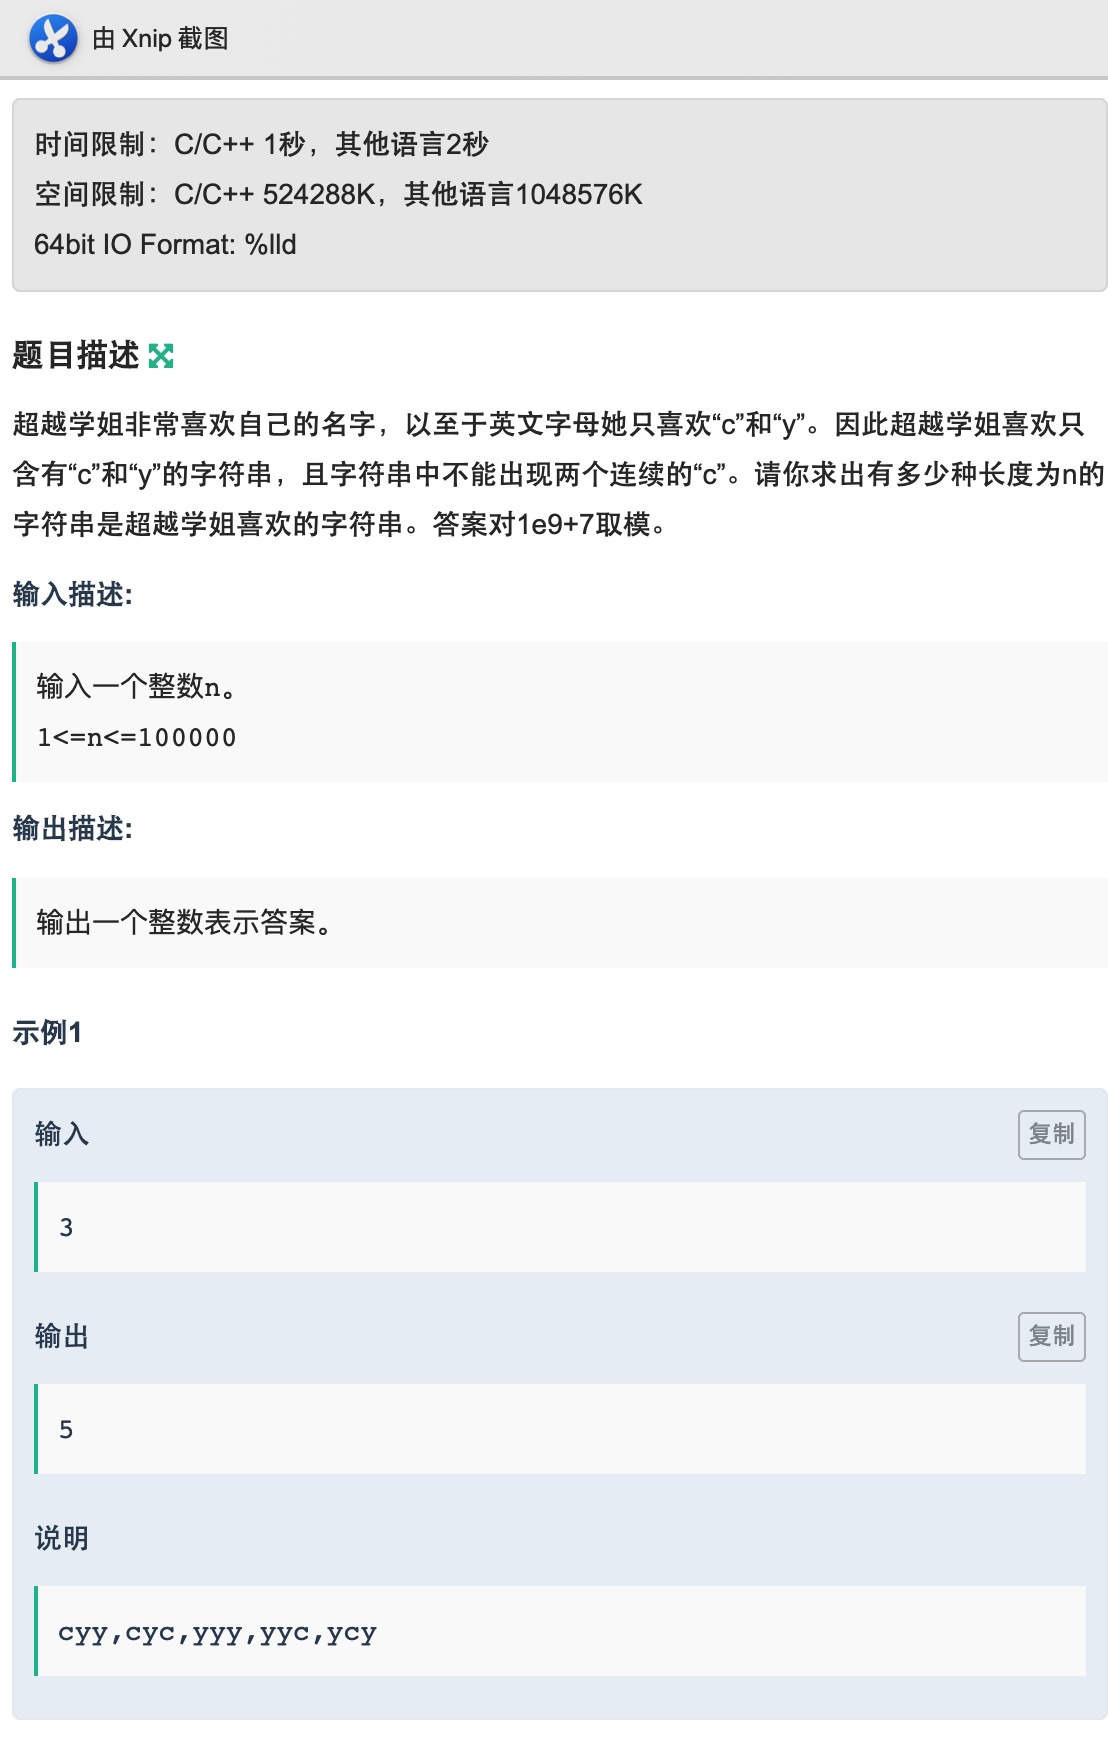 由 Xnip 截图
时间限制：C/C++ 1秒，其他语言2秒
空间限制：C/C++ 524288K，其他语言1048576K
64bit IO Format: %lld
题目描述
超越学姐非常喜欢自己的名字，以至于英文字母她只喜欢“c”和“y”。因此超越学姐喜欢只
含有“c”和“y”的字符串，且字符串中不能出现两个连续的“c”。请你求出有多少种长度为n的
字符串是超越学姐喜欢的字符串。答案对1e9+7取模。
输入描述:
输入一个整数n。
1<=n<=100000
输出描述:
输出一个整数表示答案。
示例1
输入
复制
3
输出
复制
5
说明
cyy,cyc,yyy,yyc,ycy